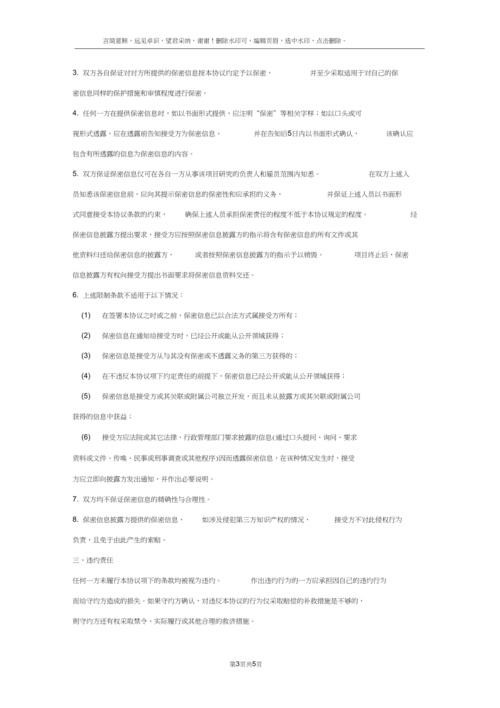 言简意赅,远见卓识,望君采纳,谢谢!删除水印可,编辑页眉,选中水印,点击删除。
3. 双方各自保证对对方所提供的保密信息按本协议约定予以保密, 并至少采取适用于对自己的保
密信息同样的保护措施和审慎程度进行保密。
4. 任何一方在提供保密信息时,如以书面形式提供,应注明“保密”等相关字样;如以口头或可
视形式透露,应在透露前告知接受方为保密信息, 并在告知后5日内以书面形式确认, 该确认应
包含有所透露的信息为保密信息的内容。
5. 双方保证保密信息仅可在各自一方从事该项目研究的负责人和雇员范围内知悉。 在双方上述人
员知悉该保密信息前,应向其提示保密信息的保密性和应承担的义务, 并保证上述人员以书面形
式同意接受本协议条款的约束, 确保上述人员承担保密责任的程度不低于本协议规定的程度。 经
保密信息披露方提出要求,接受方应按照保密信息披露方的指示将含有保密信息的所有文件或其
他资料归还给保密信息的披露方, 或者按照保密信息披露方的指示予以销毁。 项目终止后,保密
信息披露方有权向接受方提出书面要求将保密信息资料交还。
6. 上述限制条款不适用于以下情况:
(1) 在签署本协议之时或之前,保密信息已以合法方式属接受方所有;
(2) 保密信息在通知给接受方时,已经公开或能从公开领域获得;
(3) 保密信息是接受方从与其没有保密或不透露义务的第三方获得的;
(4) 在不违反本协议项下约定责任的前提下,保密信息已经公开或能从公开领域获得;
(5) 保密信息是接受方或其关联或附属公司独立开发,而且未从披露方或其关联或附属公司
获得的信息中获益;
(6) 接受方应法院或其它法律、行政管理部门要求披露的信息(通过口头提问、询问、要求
资料或文件、传唤、民事或刑事调查或其他程序)因而透露保密信息,在该种情况发生时,接受
方应立即向披露方发出通知,并作出必要说明。
7. 双方均不保证保密信息的精确性与合理性。
8. 保密信息披露方提供的保密信息, 如涉及侵犯第三方知识产权的情况, 接受方不对此侵权行为
负责,且免于由此产生的索赔。
三、违约责任
任何一方未履行本协议项下的条款均被视为违约。 作出违约行为的一方应承担因自己的违约行为
而给守约方造成的损失。如果守约方确认,对违反本协议的行为仅采取赔偿的补救措施是不够的,
则守约方还有权采取禁令、实际履行或其他合理的救济措施。
第3页共5页